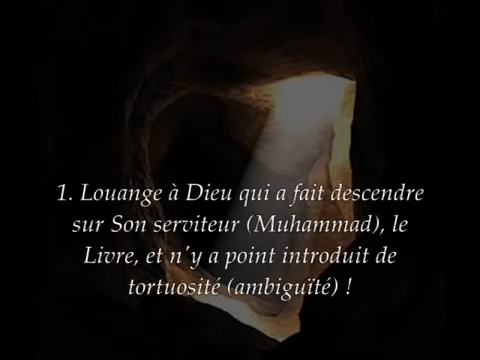 1. Louange à Dieu qui a fait descendre
sur Son serviteur (Muhammad), le
Livre, et n'y a point introduit de
tortuosité (ambiguïté) !